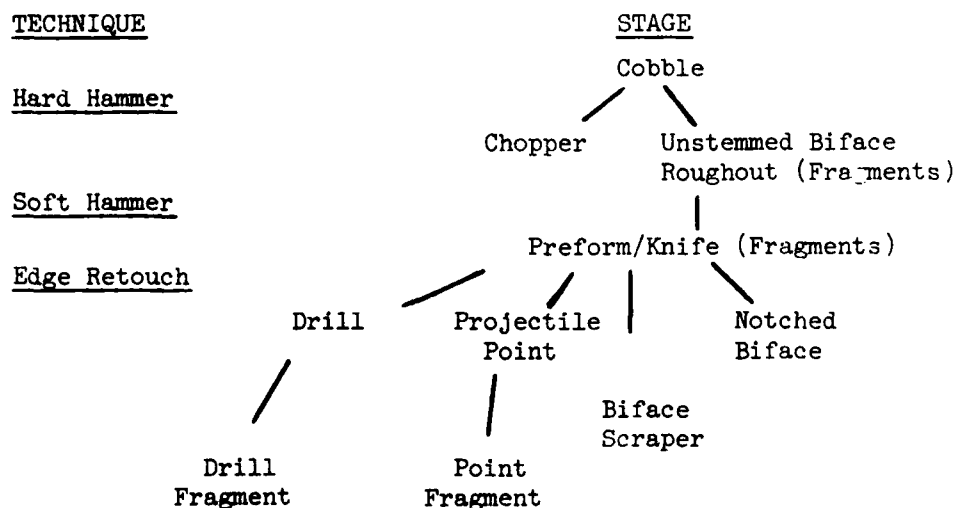 TECHNIQUE STAGE
Cobble
Hard Hammer
Chopper Unstemmed Biface
Roughout (Fragments)
Soft Hammer
Preform/Knife (Fragments)
Edge Retouch
Drill Projectile Notched
Point Biface
Biface
Scraper
Drill Point
Fragment Fragment